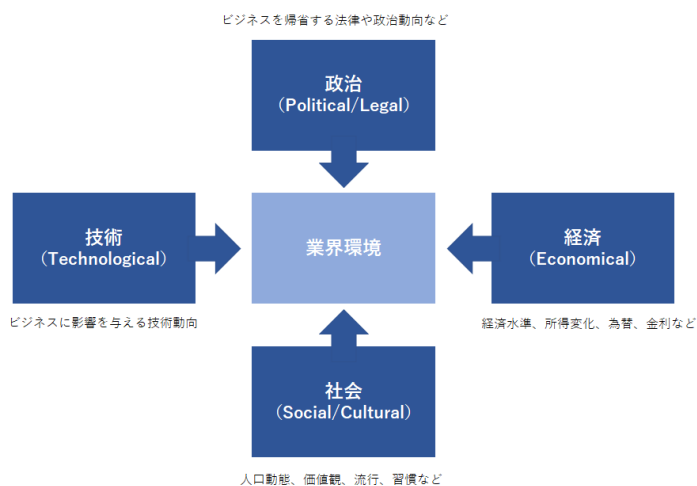 ビジネスを帰省する法律や政治動向など
政治
（Political/Legal）
技術
（Technological）
業界環境
経済
（Economical）
ビジネスに影響を与える技術動向
経済水準、所得変化、為替、金利など
社会
（Social/Cultural）
人口動態、価値観、流行、習慣など